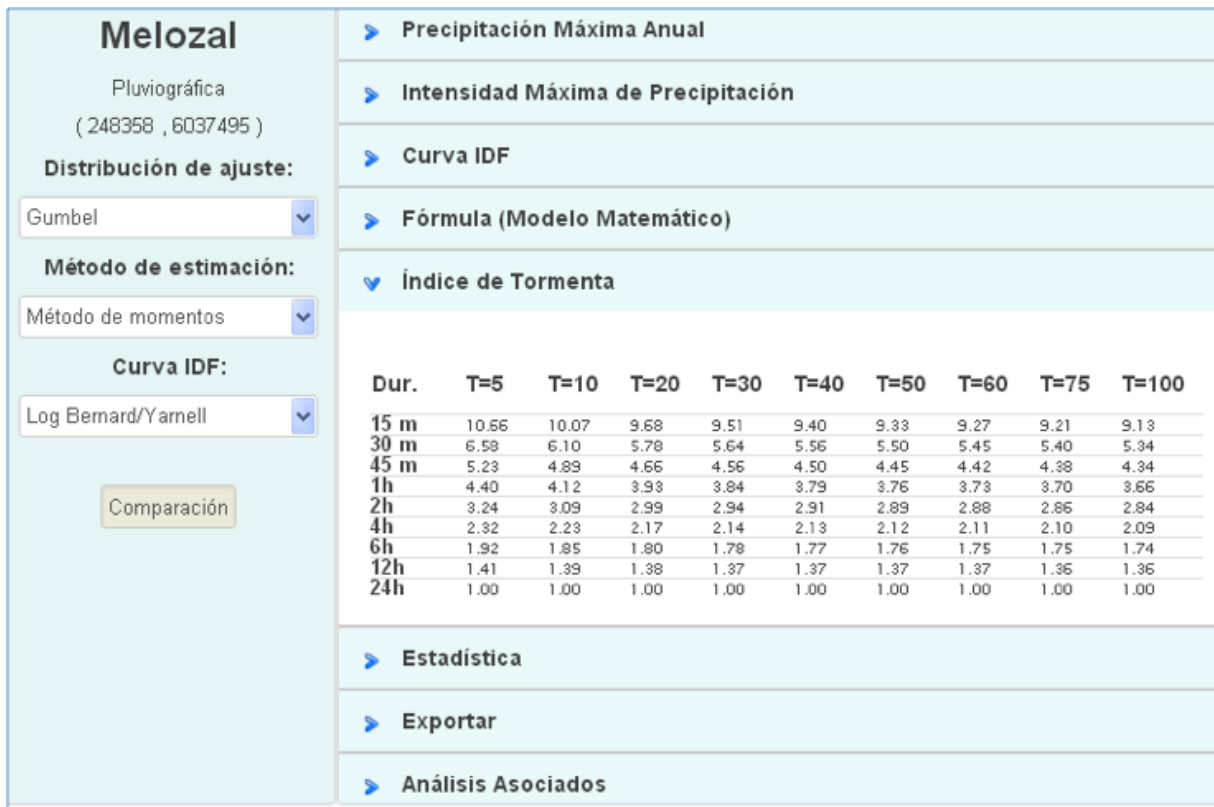 Melozal
Pluviográfica
( 248358 , 6037495 )
Distribución de ajuste:
Gumbel
Método de estimación:
Método de momentos
Curva IDF:
Log Bernard/Yarnell
Comparación
Precipitación Máxima Anual
Intensidad Máxima de Precipitación
Curva IDF
Fórmula (Modelo Matemático)
Índice de Tormenta
Dur. T=5 T=10 T=20 T=30 T=40 T=50 T=60 T=75 T=100
15 m 10.66 10.07 9.68 9.51 9.40 9.33 9.27 9.21 9.13
30 m 6.58 6.10 5.78 5.64 5.56 5.50 5.45 5.40 5.34
45 m 5.23 4.89 4.66 4.56 4.50 4.45 4.42 4.38 4.34
1h 4.40 4.12 3.93 3.84 3.79 3.76 3.73 3.70 3.66
2h 3.24 3.09 2.99 2.94 2.91 2.89 2.88 2.86 2.84
4h 2.32 2.23 2.17 2.14 2.13 2.12 2.11 2.10 2.09
6h 1.92 1.85 1.80 1.78 1.77 1.76 1.75 1.75 1.74
12h 1.41 1.39 1.38 1.37 1.37 1.37 1.37 1.36 1.36
24h 1.00 1.00 1.00 1.00 1.00 1.00 1.00 1.00 1.00
Estadística
Exportar
Análisis Asociados